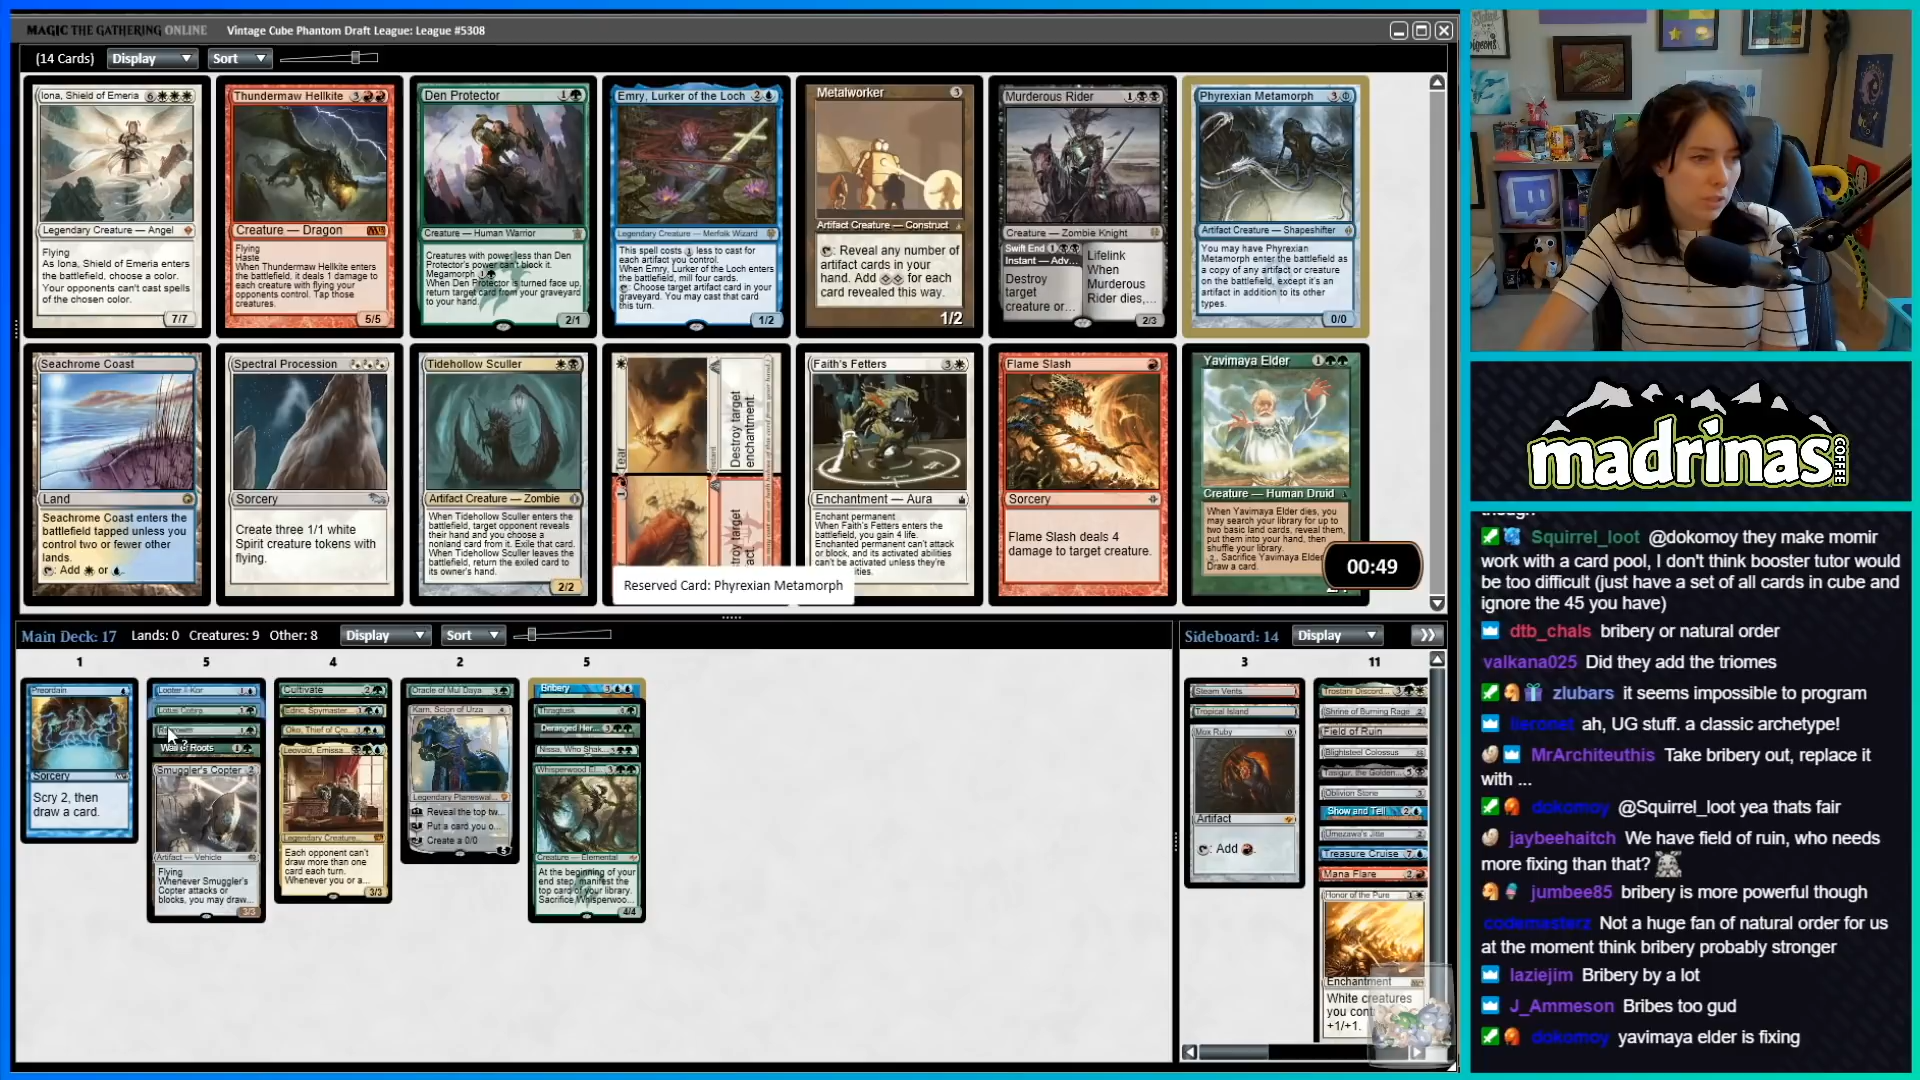 MAGIC THE GATHERING ONLINE
Vintage Cube Phantom Draft League: League #5308
(14 Cards)
Display
Sort
Iona, Shield of Emeria
Legendary Creature — Angel
Flying
As Iona, Shield of Emeria enters
the battlefield, choose a color.
Your opponents can't cast spells
of the chosen color.
7/7
Thundermaw Hellkite
3
Creature — Dragon
Flying
Haste
When Thundermaw Hellkite enters
the battlefield, it deals 1 damage to
each creature with flying your
opponents control. Tap those
creatures.
5/5
Den Protector
1
Creature — Human Warrior
Creatures with power less than Den
Protector's power can't block it.
Megamorph
When Den Protector is turned face up,
return target card from your graveyard
to your hand.
2/1
Emry, Lurker of the Loch
2
Legendary Creature — Merfolk Wizard
This spell costs 1 less to cast for
each artifact you control.
When Emry, Lurker of the Loch enters
the battlefield, mill four cards.
: Choose target artifact card in your
graveyard. You may cast that card
this turn.
1/2
Metalworker
3
Artifact Creature — Construct
: Reveal any number of
artifact cards in your
hand. Add for
each card revealed this way.
1/2
Murderous Rider
1
Creature — Zombie Knight
Swift End
Instant — Adv...
Destroy
target
creature or...
Lifelink
When
Murderous
Rider dies,...
2/3
Phyrexian Metamorph
3
Artifact Creature — Shapeshifter
You may have Phyrexian
Metamorph enter the battlefield as
a copy of any artifact or creature
on the battlefield, except it's an
artifact in addition to its other
types.
0/0
Seachrome Coast
Land
Seachrome Coast enters the
battlefield tapped unless you
control two or fewer other
lands.
: Add or
Spectral Procession
Sorcery
Create three 1/1 white
Spirit creature tokens with
flying.
Tidehollow Sculler
Artifact Creature — Zombie
When Tidehollow Sculler enters the
battlefield, target opponent reveals
their hand and you choose a
nonland card from it. Exile that card.
When Tidehollow Sculler leaves the
battlefield, return the exiled card to
its owner's hand.
2/2
Tear
Destroy target
enchantment.
Faith's Fetters
3
Enchantment — Aura
Enchant permanent
When Faith's Fetters enters the
battlefield, you gain 4 life.
Enchanted permanent can't attack
or block, and its activated abilities
can't be activated unless they're
Flame Slash
Sorcery
Flame Slash deals 4
damage to target creature.
Yavimaya Elder
1
Creature — Human Druid
When Yavimaya Elder dies, you
may search your library for up to
two basic land cards, reveal them,
put them into your hand, then
shuffle your library.
2, Sacrifice Yavimaya Elder
Draw a card.
00:49
Reserved Card: Phyrexian Metamorph
Main Deck: 17
Lands: 0
Creatures: 9
Other: 8
Display
Sort
Sideboard: 14
Display
1
5
4
2
5
3
11
Preordain
Sorcery
Scry 2, then
draw a card.
Looter il-Kor
Lotus Cobra
Wall of Roots
Smuggler's Copter
2
Artifact — Vehicle
Flying
Whenever Smuggler's
Copter attacks or
blocks, you may draw...
3/3
Cultivate
Edric, Spymaster...
Oko, Thief of Cro...
Leovold, Emissa...
Legendary Creature...
Each opponent can't
draw more than one
card each turn.
Whenever you or a...
3/3
Oracle of Mul Daya
Karn, Scion of Urza
Legendary Planeswal...
Reveal the top tw...
Put a card you o...
Create a 0/0
Bribery
Thragtusk
Deranged Her...
Nissa, Who Shak...
Whisperwood El...
Creature — Elemental
At the beginning of your
end step, manifest the
top card of your library.
Sacrifice Whisperwoo...
4/4
Steam Vents
Tropical Island
Mox Ruby
0
Artifact
: Add
Trostani Discord...
Shrine of Burning Rage
Field of Ruin
Blightsteel Colossus
Tasigur, the Golden...
Oblivion Stone
Show and Tell
Umezawa's Jitte
Treasure Cruise
Mana Flare
Honor of the Pure
Enchantment
White creatures
you cont
+1/+1.
madrinas
COFFEE
though
Squirrel_loot @dokomoy they make momir
work with a card pool, I don't think booster tutor would
be too difficult (just have a set of all cards in cube and
ignore the 45 you have)
dtb_chals bribery or natural order
valkana025 Did they add the triomes
zlubars it seems impossible to program
lieronet ah, UG stuff. a classic archetype!
MrArchiteuthis Take bribery out, replace it
with ...
dokomoy @Squirrel_loot yea thats fair
jaybeehaitch We have field of ruin, who needs
more fixing than that?
jumbee85 bribery is more powerful though
codemasterz Not a huge fan of natural order for us
at the moment think bribery probably stronger
laziejim Bribery by a lot
J_Ammeson Bribes too gud
dokomoy yavimaya elder is fixing